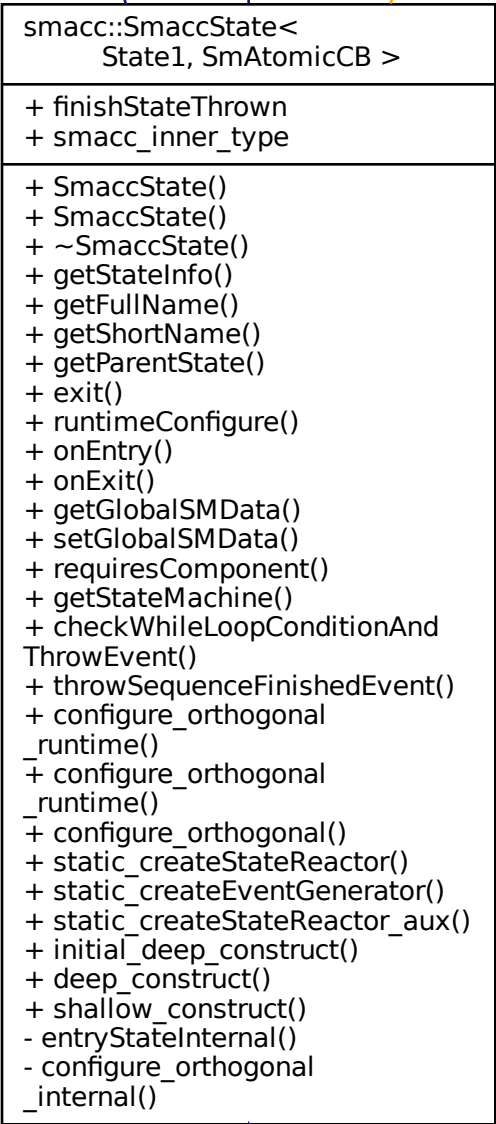 smacc::SmaccState<
State1, SmAtomicCB >
+ finishStateThrown
+ smacc_inner_type
+ SmaccState()
+ SmaccState()
+ ~SmaccState()
+ getStateInfo()
+ getFullName()
+ getShortName()
+ getParentState()
+ exit()
+ runtimeConfigure()
+ onEntry()
+ onExit()
+ getGlobalSMData()
+ setGlobalSMData()
+ requiresComponent()
+ getStateMachine()
+ checkWhileLoopConditionAnd
ThrowEvent()
+ throwSequenceFinishedEvent()
+ configure_orthogonal
_runtime()
+ configure_orthogonal
_runtime()
+ configure_orthogonal()
+ static_createStateReactor()
+ static_createEventGenerator()
+ static_createStateReactor_aux()
+ initial_deep_construct()
+ deep_construct()
+ shallow_construct()
- entryStateInternal()
- configure_orthogonal
_internal()